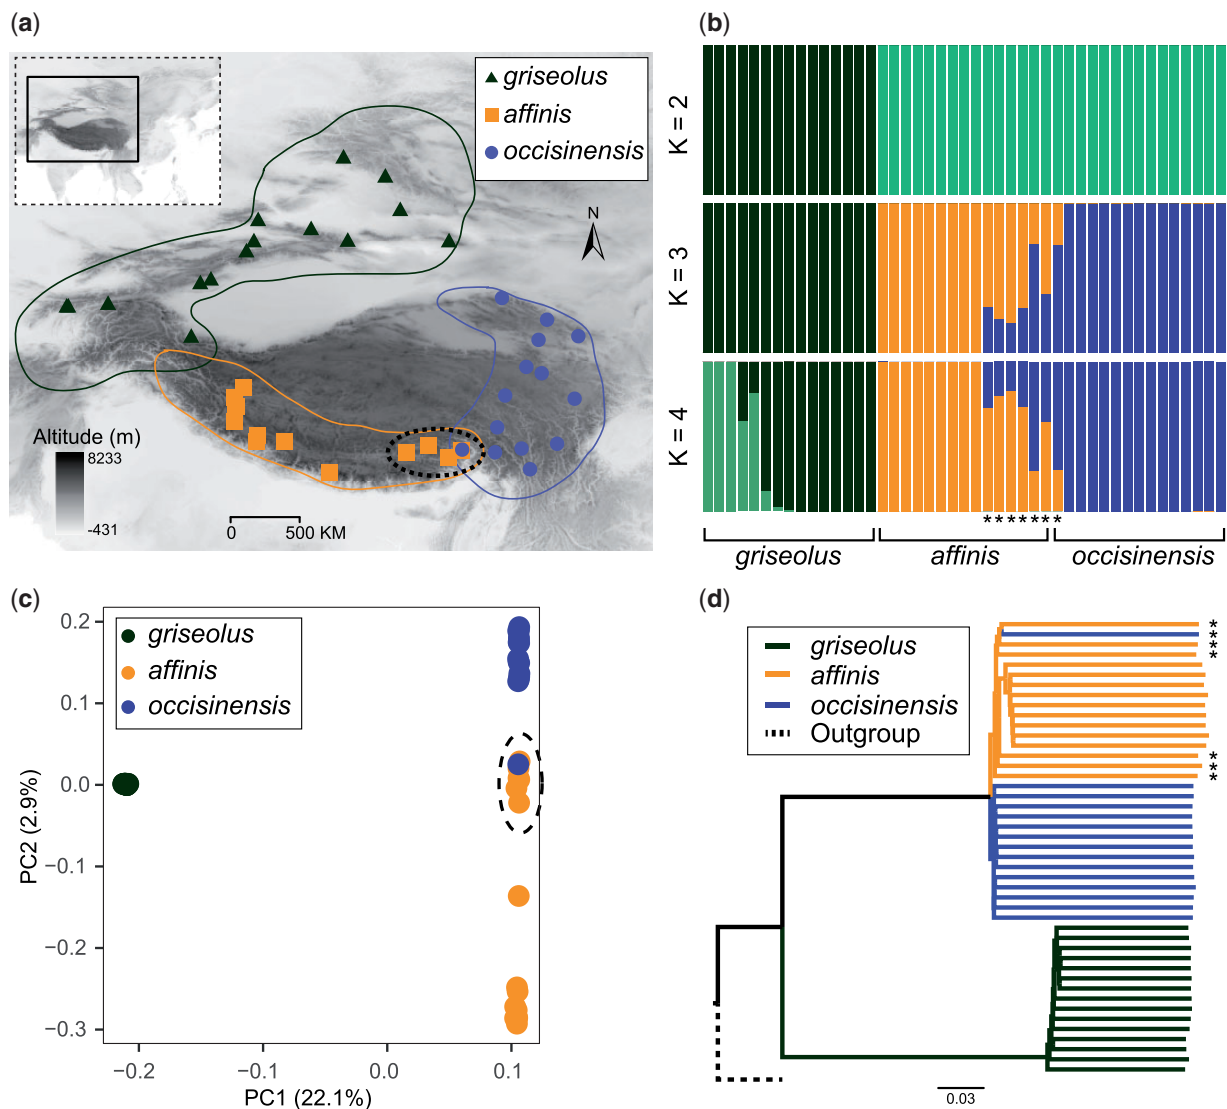 (a)
griseolus
affinis
occisinensis
N
Altitude (m)
8233
-431
0 500 KM
(b)
K = 2
K = 3
K = 4
*******
griseolus affinis occisinensis
(c)
griseolus
affinis
occisinensis
0.2
0.1
0.0
−0.1
−0.2
−0.3
PC2 (2.9%)
−0.2 −0.1 0.0 0.1
PC1 (22.1%)
(d)
griseolus
affinis
occisinensis
Outgroup
*
*
*
*
*
*
*
0.03